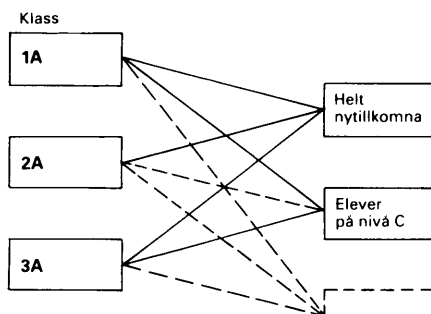 Klass
1A
2A
3A
Helt
nytillkomna
Elever
på nivå C